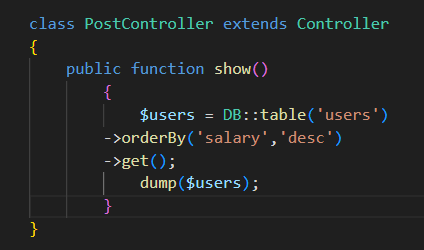 class PostController extends Controller
{
    public function show()
        {
            $users = DB::table('users')
        ->orderBy('salary','desc')
        ->get();
            dump($users);
        }
}